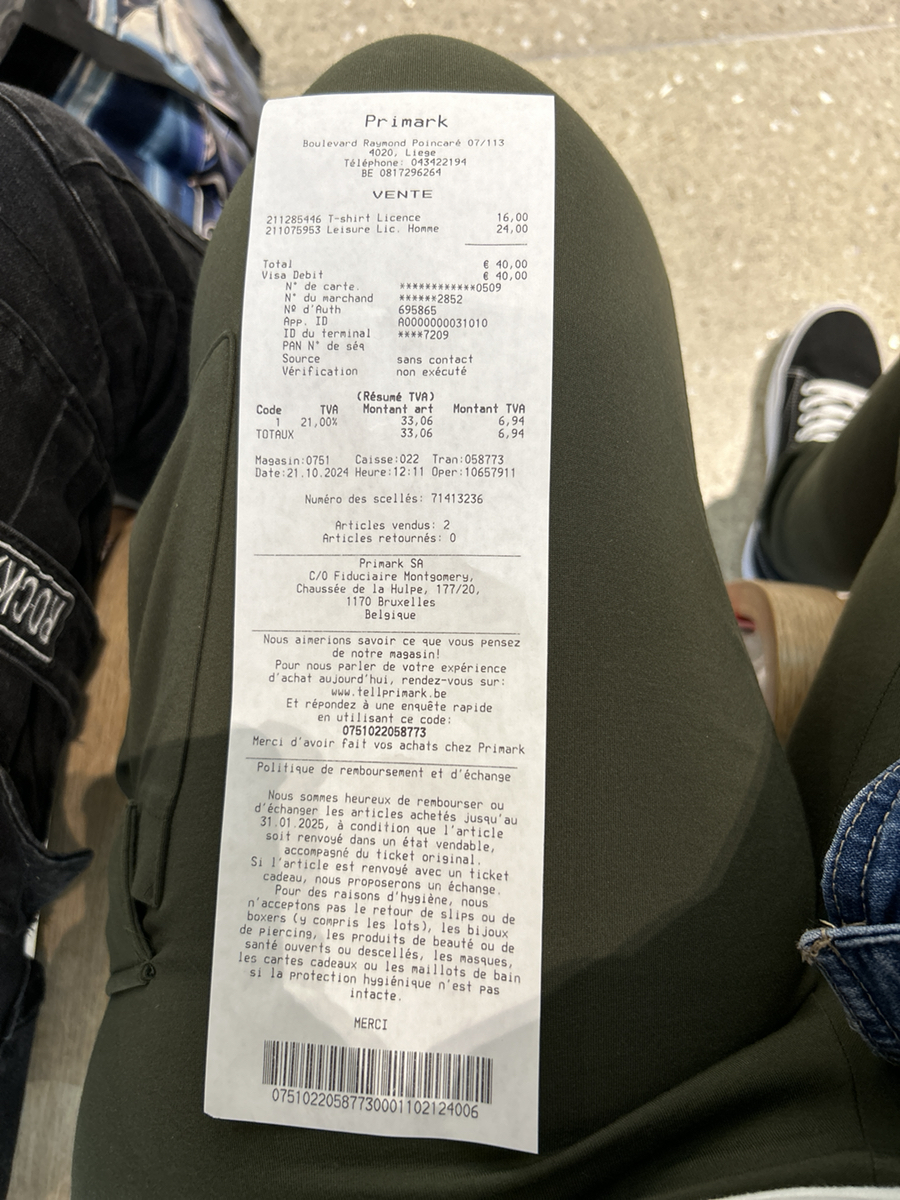 Primark
Boulevard Raymond Poincaré 07/113
4020, Liege
Téléphone: 043422194
BE 0817296264
VENTE
211285446 T-shirt Licence 16,00
211075953 Leisure Lic. Homme 24,00
Total € 40,00
Visa Debit € 40,00
N° de carte. ************0509
N° du marchand ******2852
Nº d'Auth 695865
App. ID A0000000031010
ID du terminal ****7209
PAN N° de séq
Source sans contact
Vérification non exécuté
(Résumé TVA)
Code TVA Montant art Montant TVA
1 21,00% 33,06 6,94
TOTAUX 33,06 6,94
Magasin:0751 Caisse:022 Tran:058773
Date:21.10.2024 Heure:12:11 Oper:10657911
Numéro des scellés: 71413236
Articles vendus: 2
Articles retournés: 0
Primark SA
C/O Fiduciaire Montgomery,
Chaussée de la Hulpe, 177/20,
1170 Bruxelles
Belgique
Nous aimerions savoir ce que vous pensez
de notre magasin!
Pour nous parler de votre expérience
d'achat aujourd'hui, rendez-vous sur:
www.tellprimark.be
Et répondez à une enquête rapide
en utilisant ce code:
0751022058773
Merci d'avoir fait vos achats chez Primark
Politique de remboursement et d'échange
Nous sommes heureux de rembourser ou
d'échanger les articles achetés jusqu'au
31.01.2025, à condition que l'article
soit renvoyé dans un état vendable,
accompagné du ticket original.
Si l'article est renvoyé avec un ticket
cadeau, nous proposerons un échange.
Pour des raisons d'hygiène, nous
n'acceptons pas le retour de slips ou de
boxers (y compris les lots), les bijoux
de piercing, les produits de beauté ou de
santé ouverts ou descellés, les masques,
les cartes cadeaux ou les maillots de bain
si la protection hygiénique n'est pas
intacte.
MERCI
075102205877300011021​24006
ROCK